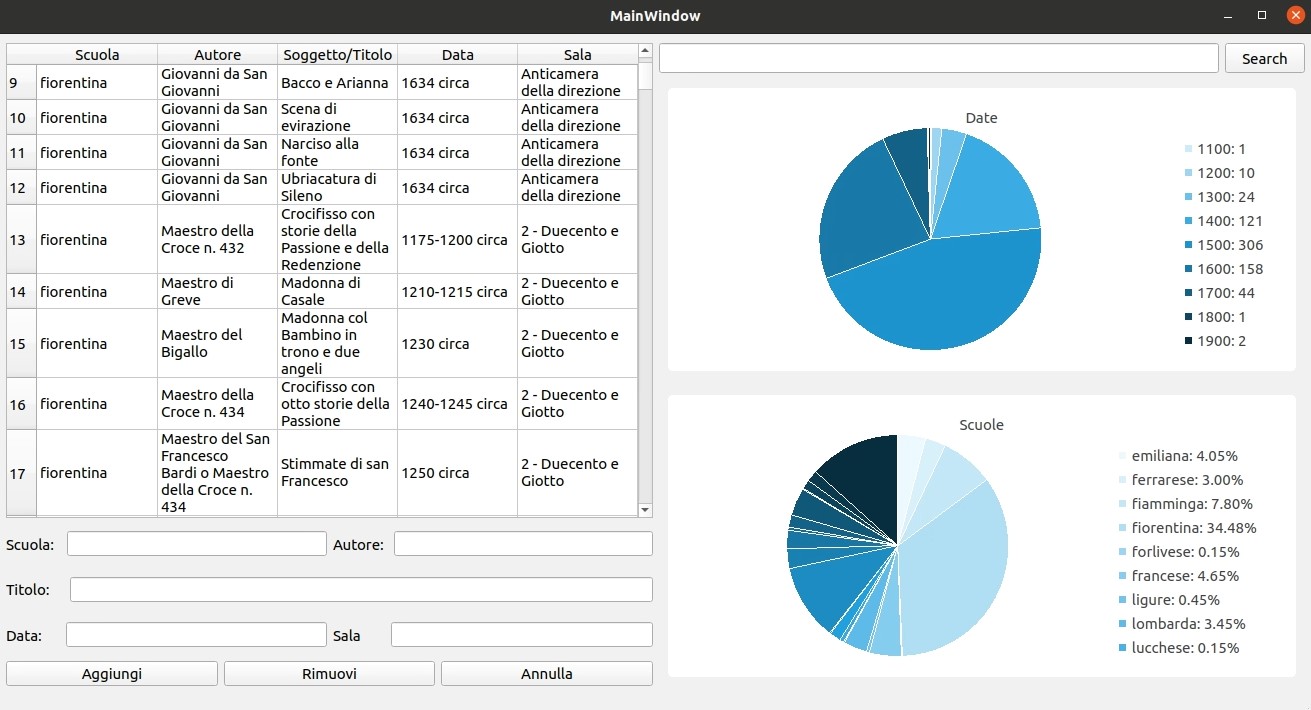 MainWindow
Scuola Autore Soggetto/Titolo Data Sala
Search
9 fiorentina Giovanni da San Giovanni Bacco e Arianna 1634 circa Anticamera della direzione
10 fiorentina Giovanni da San Giovanni Scena di evirazione 1634 circa Anticamera della direzione
11 fiorentina Giovanni da San Giovanni Narciso alla fonte 1634 circa Anticamera della direzione
12 fiorentina Giovanni da San Giovanni Ubriacatura di Sileno 1634 circa Anticamera della direzione
13 fiorentina Maestro della Croce n. 432 Crocifisso con storie della Passione e della Redenzione 1175-1200 circa 2 - Duecento e Giotto
14 fiorentina Maestro di Greve Madonna di Casale 1210-1215 circa 2 - Duecento e Giotto
15 fiorentina Maestro del Bigallo Madonna col Bambino in trono e due angeli 1230 circa 2 - Duecento e Giotto
16 fiorentina Maestro della Croce n. 434 Crocifisso con otto storie della Passione 1240-1245 circa 2 - Duecento e Giotto
17 fiorentina Maestro del San Francesco Bardi o Maestro della Croce n. 434 Stimmate di san Francesco 1250 circa 2 - Duecento e Giotto
Scuola: Autore:
Titolo:
Data: Sala
Aggiungi Rimuovi Annulla
Date
1100: 1
1200: 10
1300: 24
1400: 121
1500: 306
1600: 158
1700: 44
1800: 1
1900: 2
Scuole
emiliana: 4.05%
ferrarese: 3.00%
fiamminga: 7.80%
fiorentina: 34.48%
forlivese: 0.15%
francese: 4.65%
ligure: 0.45%
lombarda: 3.45%
lucchese: 0.15%